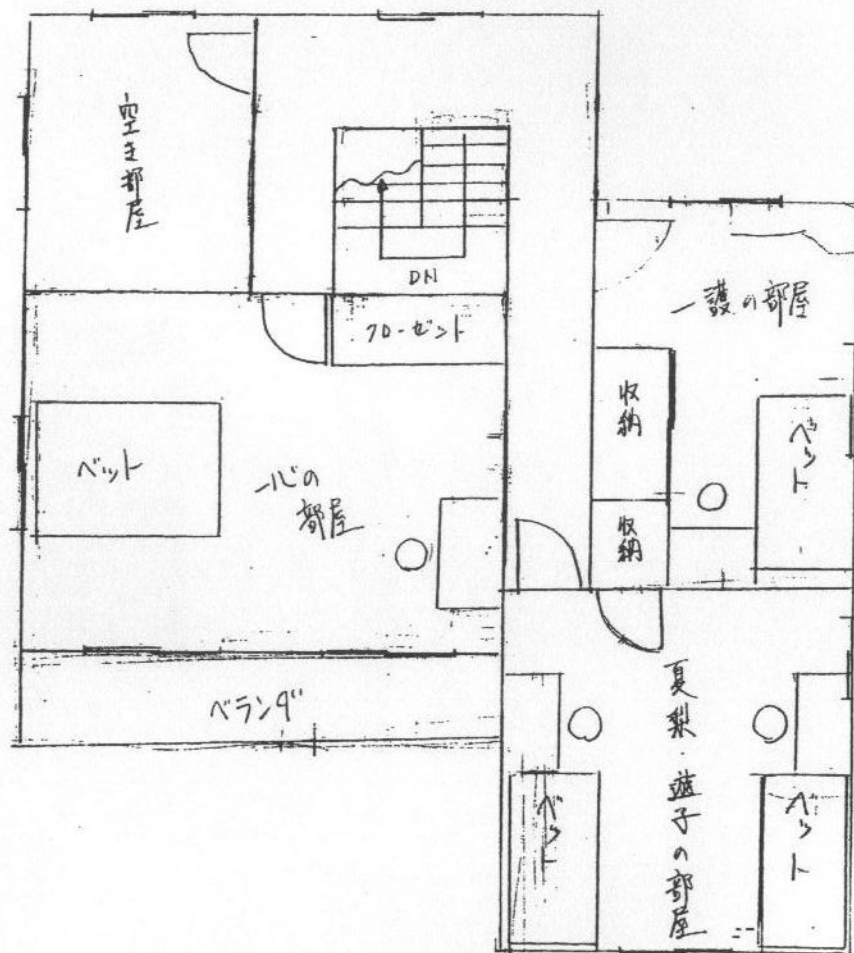 空き部屋
DN
クローゼット
一護の部屋
収納
ベット
ベット
一心の
部屋
収納
ベランダ
夏梨・遊子の部屋
ベット
ベット